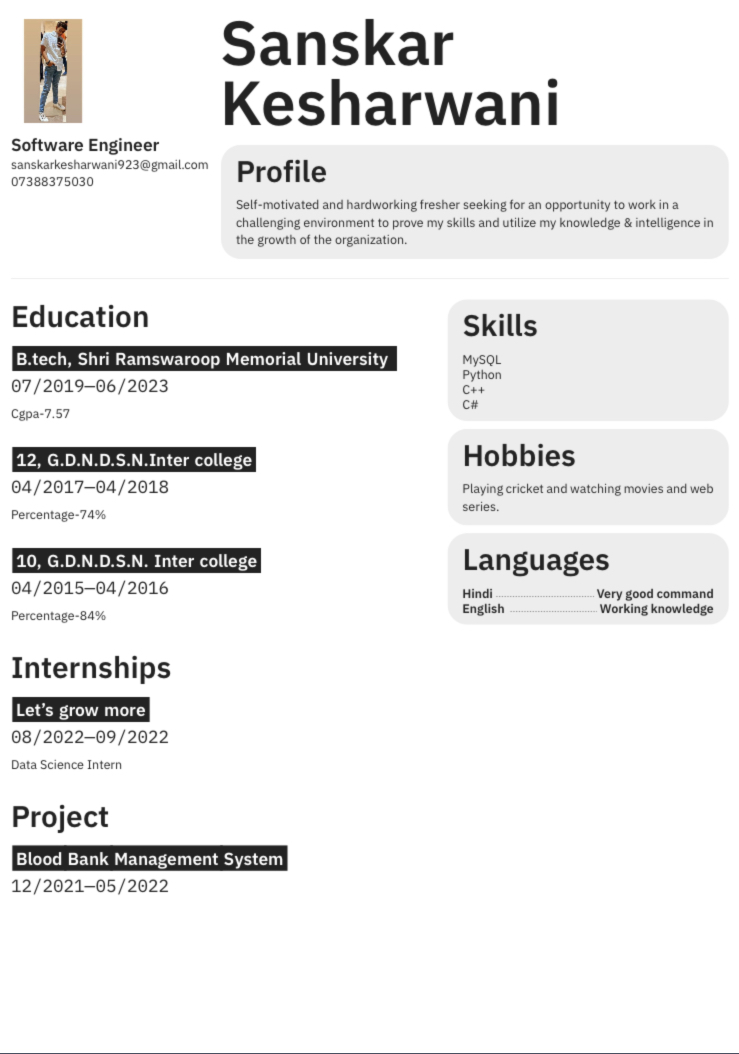 Sanskar
Kesharwani
Software Engineer
sanskarkesharwani923@gmail.com
07388375030
Profile
Self-motivated and hardworking fresher seeking for an opportunity to work in a
challenging environment to prove my skills and utilize my knowledge & intelligence in
the growth of the organization.
Education
B.tech, Shri Ramswaroop Memorial University
07/2019—06/2023
Cgpa-7.57
12, G.D.N.D.S.N.Inter college
04/2017—04/2018
Percentage-74%
10, G.D.N.D.S.N. Inter college
04/2015—04/2016
Percentage-84%
Internships
Let’s grow more
08/2022—09/2022
Data Science Intern
Project
Blood Bank Management System
12/2021—05/2022
Skills
MySQL
Python
C++
C#
Hobbies
Playing cricket and watching movies and web
series.
Languages
Hindi Very good command
English Working knowledge